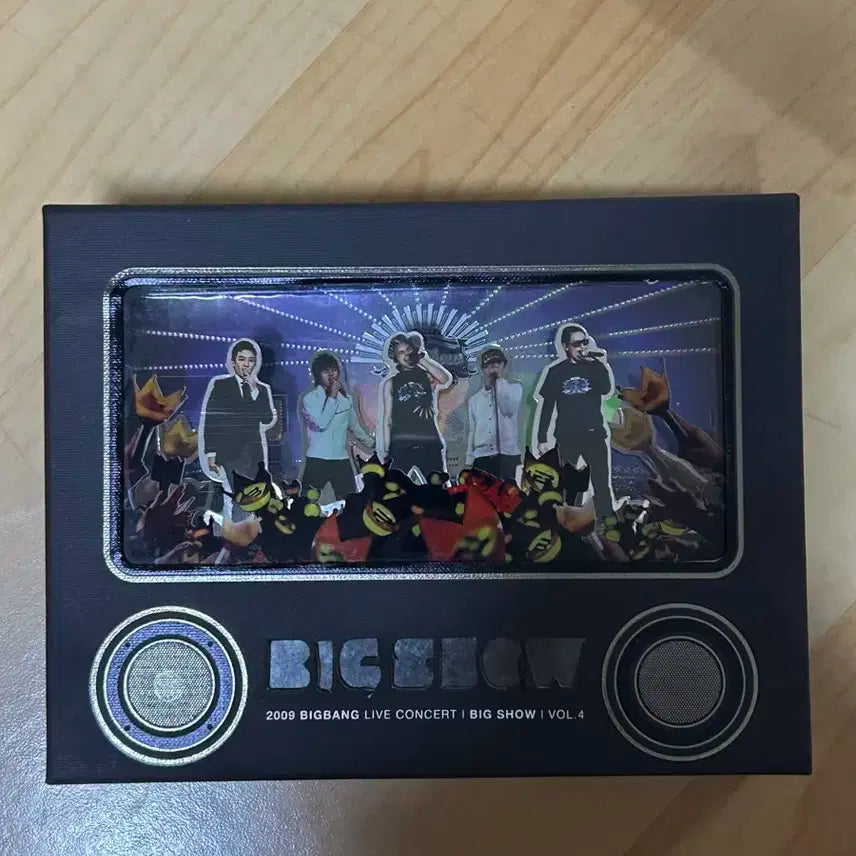 BIG SHOW
2009 BIGBANG LIVE CONCERT | BIG SHOW | VOL.4